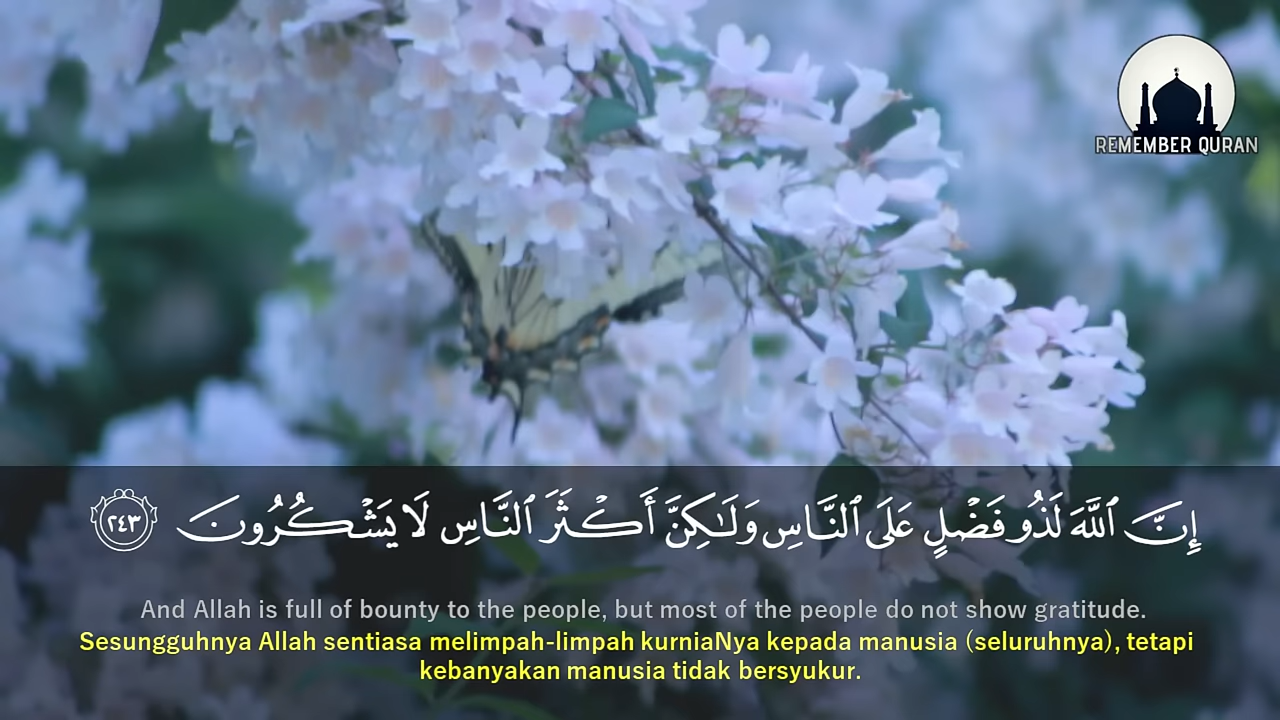 REMEMBER QURAN
إِنَّ ٱللَّهَ لَذُو فَضْلٍ عَلَى ٱلنَّاسِ وَلَـٰكِنَّ أَكْثَرَ ٱلنَّاسِ لَا يَشْكُرُونَ ٢٤٣
And Allah is full of bounty to the people, but most of the people do not show gratitude.
Sesungguhnya Allah sentiasa melimpah-limpah kurniaNya kepada manusia (seluruhnya), tetapi
kebanyakan manusia tidak bersyukur.